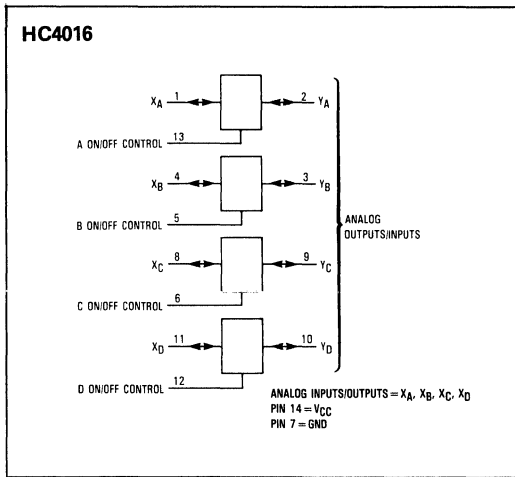 HC4016
XA 1 2 YA
A ON/OFF CONTROL 13
XB 4 3 YB
B ON/OFF CONTROL 5
XC 8 9 YC
C ON/OFF CONTROL 6
XD 11 10 YD
D ON/OFF CONTROL 12
ANALOG
OUTPUTS/INPUTS
ANALOG INPUTS/OUTPUTS = XA, XB, XC, XD
PIN 14 = VCC
PIN 7 = GND